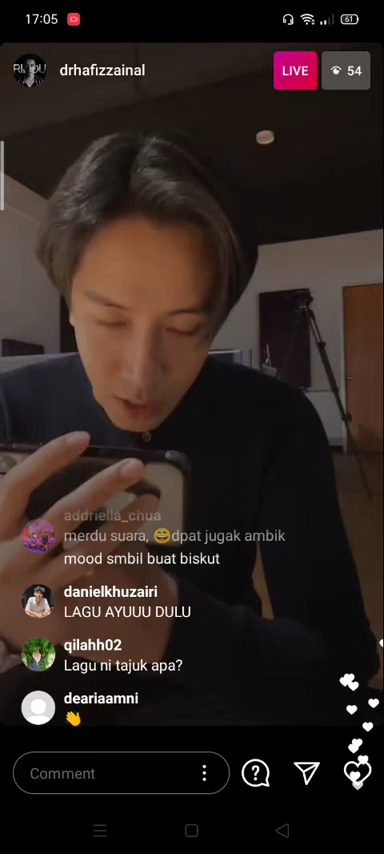 17:05
61
drhafizzainal
LIVE
54
addriella_chua
merdu suara, 😄dpat jugak ambik
mood smbil buat biskut
danielkhuzairi
LAGU AYUUU DULU
qilahh02
Lagu ni tajuk apa?
deariaamni
👏
Comment